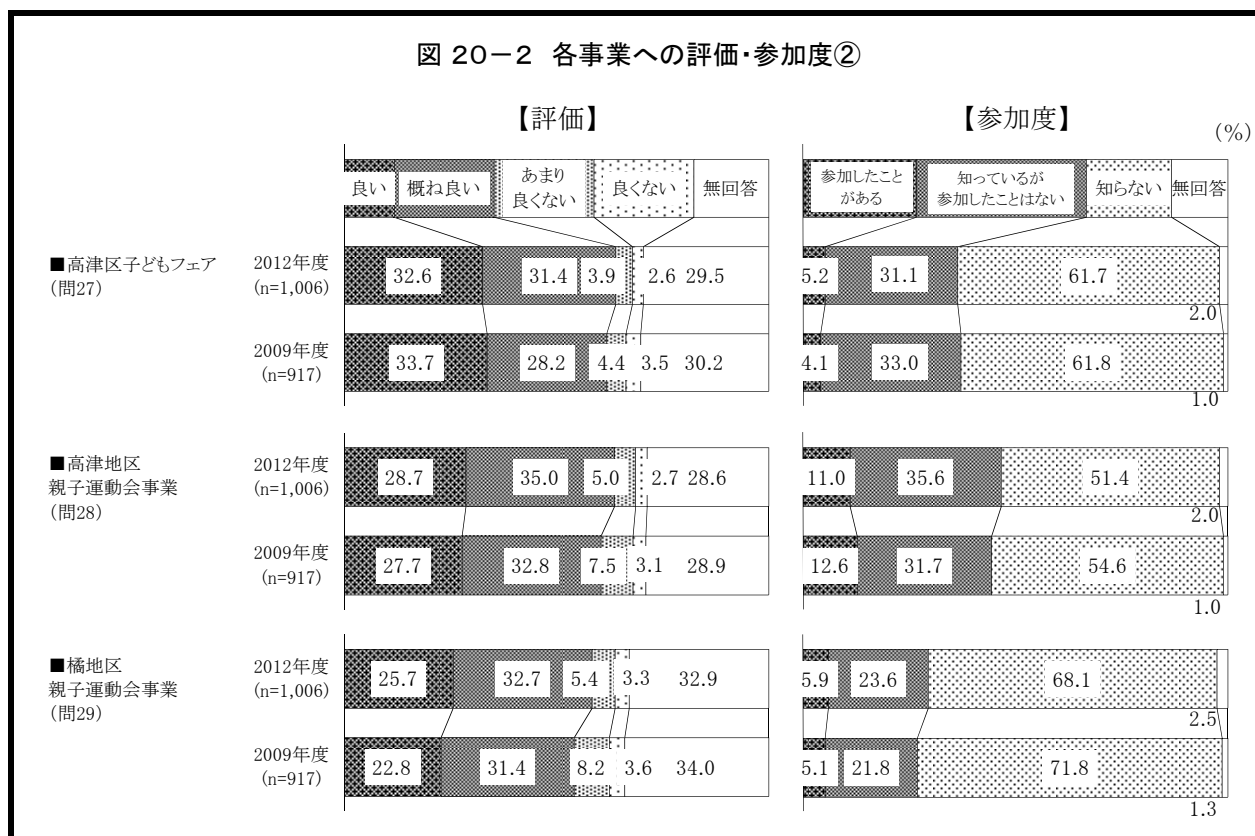 図 20－2 各事業への評価・参加度②
【評価】
【参加度】
(%)
良い
概ね良い
あまり
良くない
良くない
無回答
参加したこと
がある
知っているが
参加したことはない
知らない
無回答
■高津区子どもフェア
(問27)
2012年度
(n=1,006)
32.6 31.4 3.9 2.6 29.5
5.2 31.1 61.7
2.0
2009年度
(n=917)
33.7 28.2 4.4 3.5 30.2
4.1 33.0 61.8
1.0
■高津地区
親子運動会事業
(問28)
2012年度
(n=1,006)
28.7 35.0 5.0 2.7 28.6
11.0 35.6 51.4
2.0
2009年度
(n=917)
27.7 32.8 7.5 3.1 28.9
12.6 31.7 54.6
1.0
■橘地区
親子運動会事業
(問29)
2012年度
(n=1,006)
25.7 32.7 5.4 3.3 32.9
5.9 23.6 68.1
2.5
2009年度
(n=917)
22.8 31.4 8.2 3.6 34.0
5.1 21.8 71.8
1.3